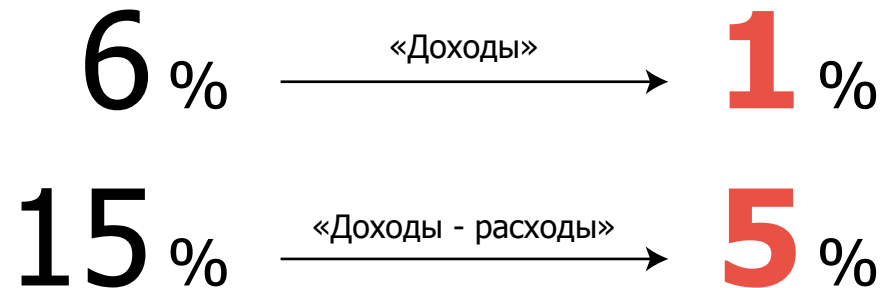 6 % «Доходы» 1 %
15 % «Доходы - расходы» 5 %